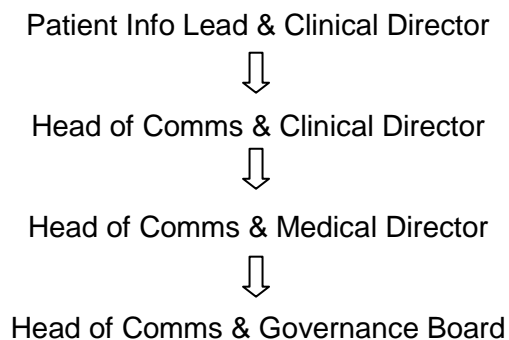 Patient Info Lead & Clinical Director
Head of Comms & Clinical Director
Head of Comms & Medical Director
Head of Comms & Governance Board